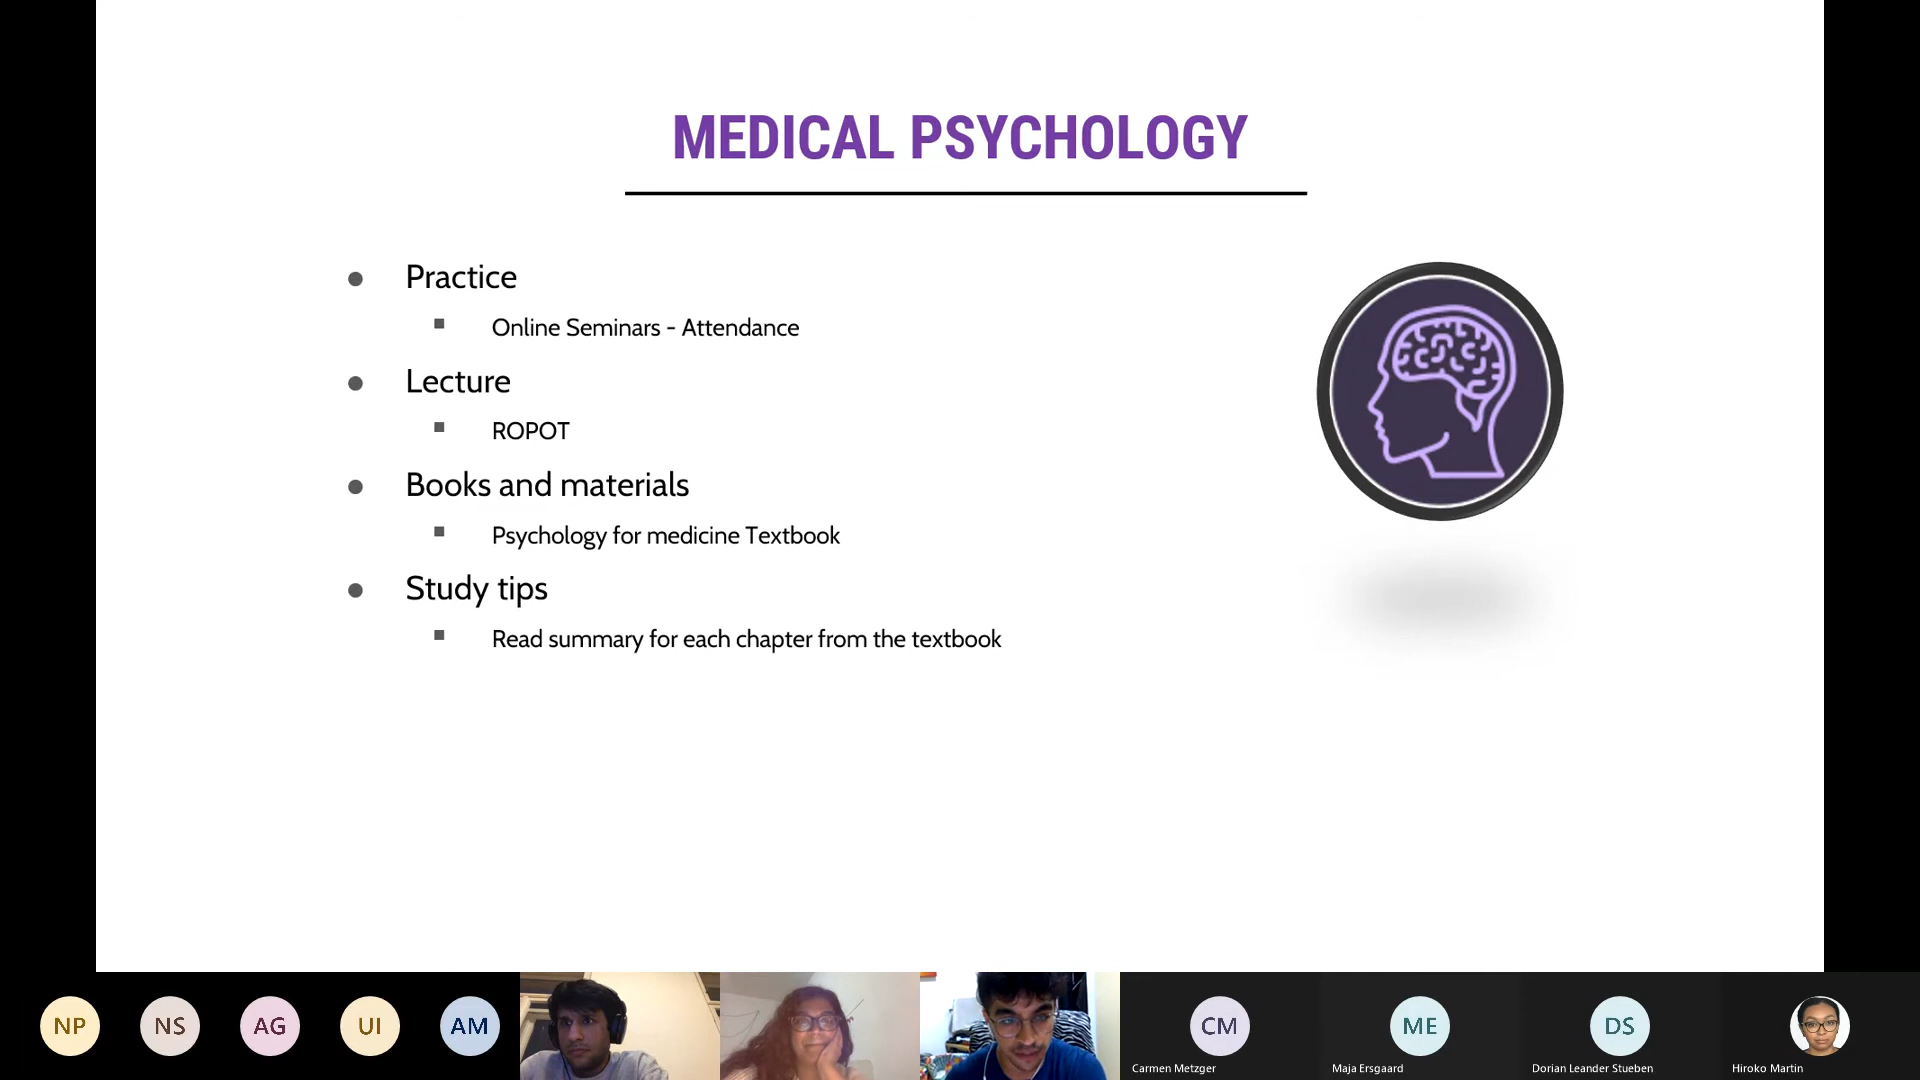 MEDICAL PSYCHOLOGY
Practice
Online Seminars - Attendance
Lecture
ROPOT
Books and materials
Psychology for medicine Textbook
Study tips
Read summary for each chapter from the textbook
NP
NS
AG
UI
AM
CM
Carmen Metzger
ME
Maja Ersgaard
DS
Dorian Leander Stueben
Hiroko Martin